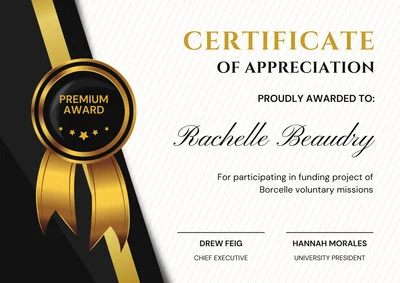 CERTIFICATE
OF APPRECIATION
PREMIUM
AWARD
PROUDLY AWARDED TO:
Rachelle Beaudry
For participating in funding project of
Borcelle voluntary missions
DREW FEIG
CHIEF EXECUTIVE
HANNAH MORALES
UNIVERSITY PRESIDENT